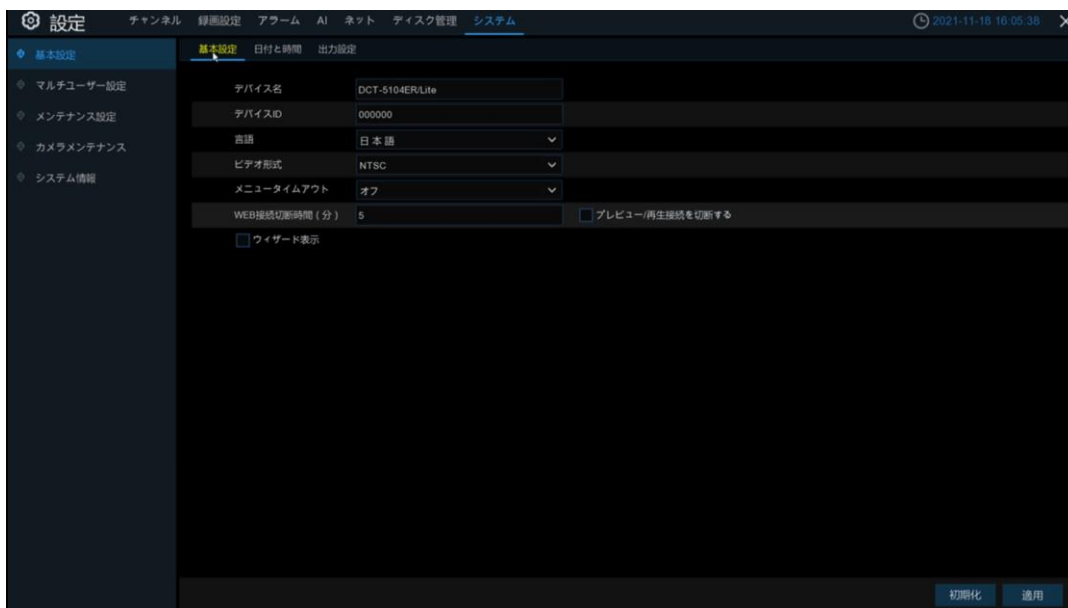 設定 チャンネル 録画設定 アラーム AI ネット ディスク管理 システム 2021-11-18 16:05:38 X
基本設定
マルチユーザー設定
メンテナンス設定
カメラメンテナンス
システム情報
基本設定 日付と時間 出力設定
デバイス名 DCT-5104ER/Lite
デバイスID 000000
言語 日本語
ビデオ形式 NTSC
メニュータイムアウト オフ
WEB接続切断時間(分) 5 プレビュー/再生接続を切断する
ウィザード表示
初期化 適用